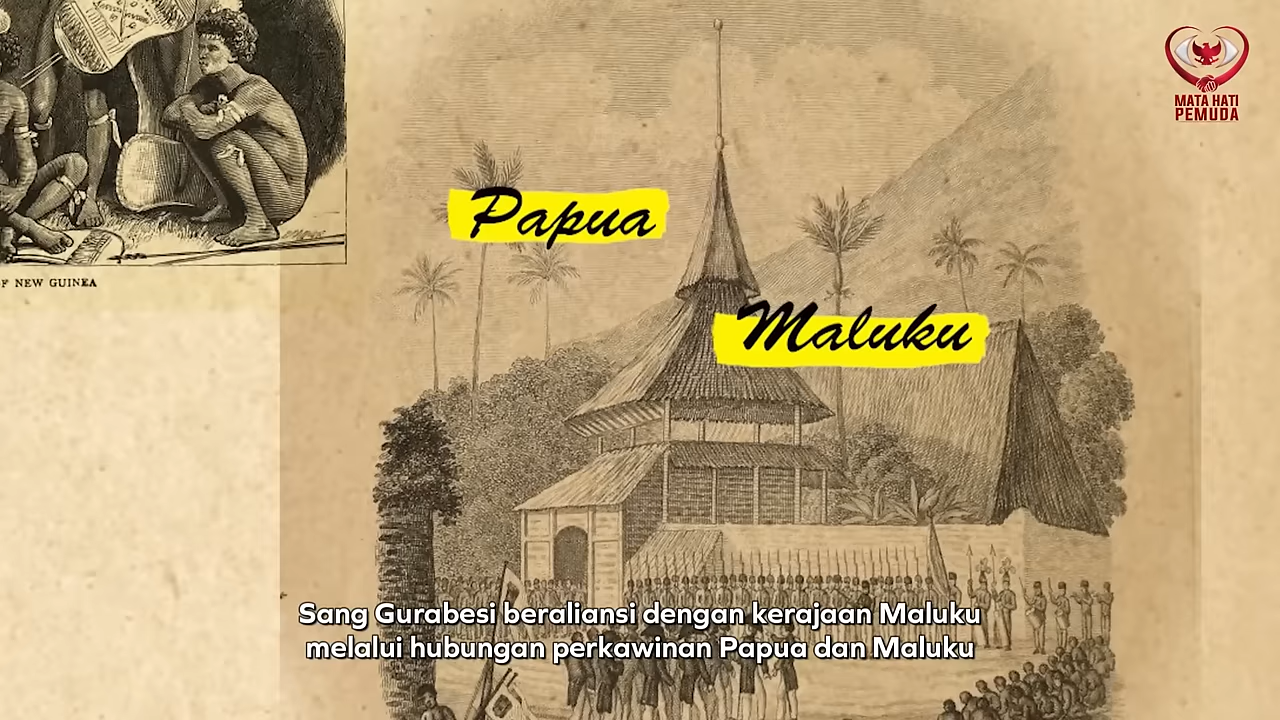 MATA HATI
PEMUDA
Papua
Maluku
F NEW GUINEA
Sang Gurabesi beraliansi dengan kerajaan Maluku
melalui hubungan perkawinan Papua dan Maluku